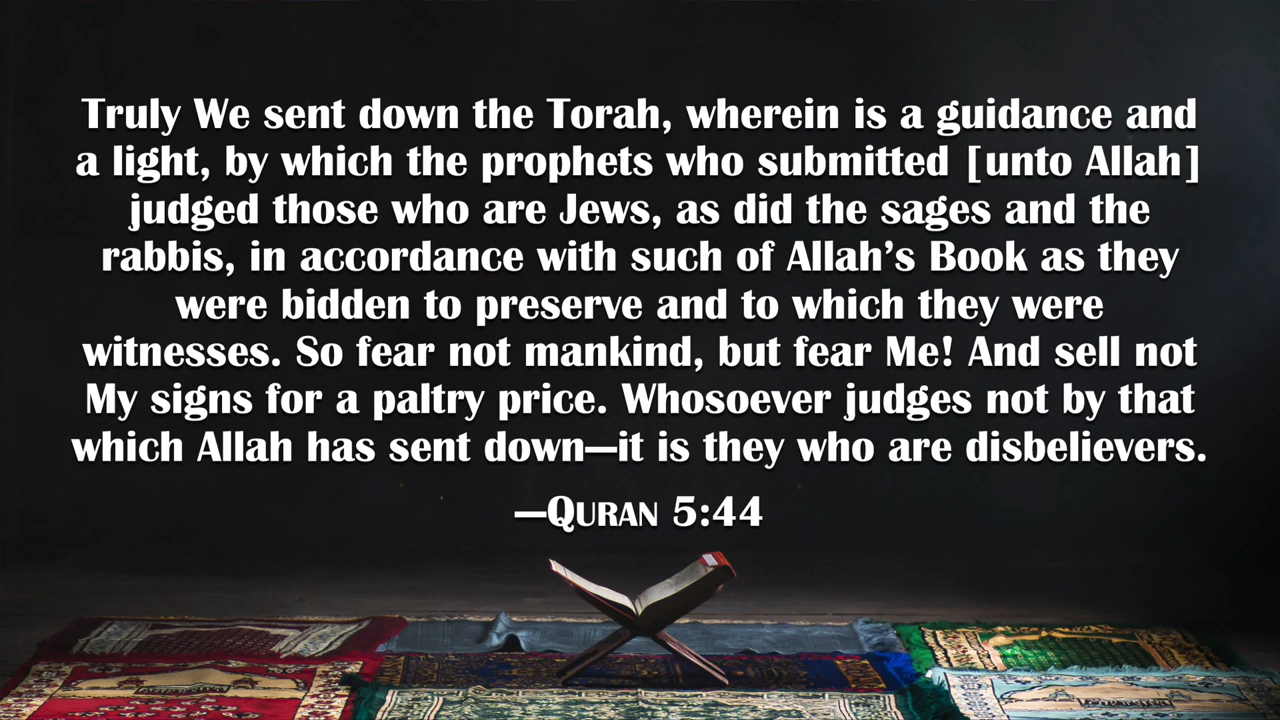 Truly We sent down the Torah, wherein is a guidance and
a light, by which the prophets who submitted [unto Allah]
judged those who are Jews, as did the sages and the
rabbis, in accordance with such of Allah’s Book as they
were bidden to preserve and to which they were
witnesses. So fear not mankind, but fear Me! And sell not
My signs for a paltry price. Whosoever judges not by that
which Allah has sent down—it is they who are disbelievers.
—Quran 5:44